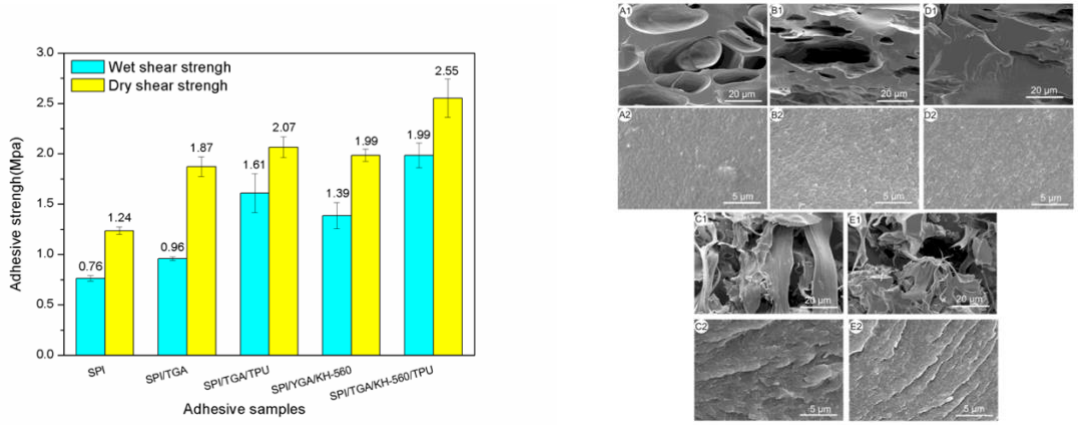 Wet shear strengh
Dry shear strengh
3.0
2.5
2.0
1.5
1.0
0.5
0.0
Adhesive strengh(Mpa)
0.76
1.24
0.96
1.87
1.61
2.07
1.39
1.99
1.99
2.55
SPI
SPI/TGA
SPI/TGA/TPU
SPI/YGA/KH-560
SPI/TGA/KH-560/TPU
Adhesive samples
A1
20 μm
B1
20 μm
D1
20 μm
A2
5 μm
B2
5 μm
D2
5 μm
C1
20 μm
E1
20 μm
C2
5 μm
E2
5 μm